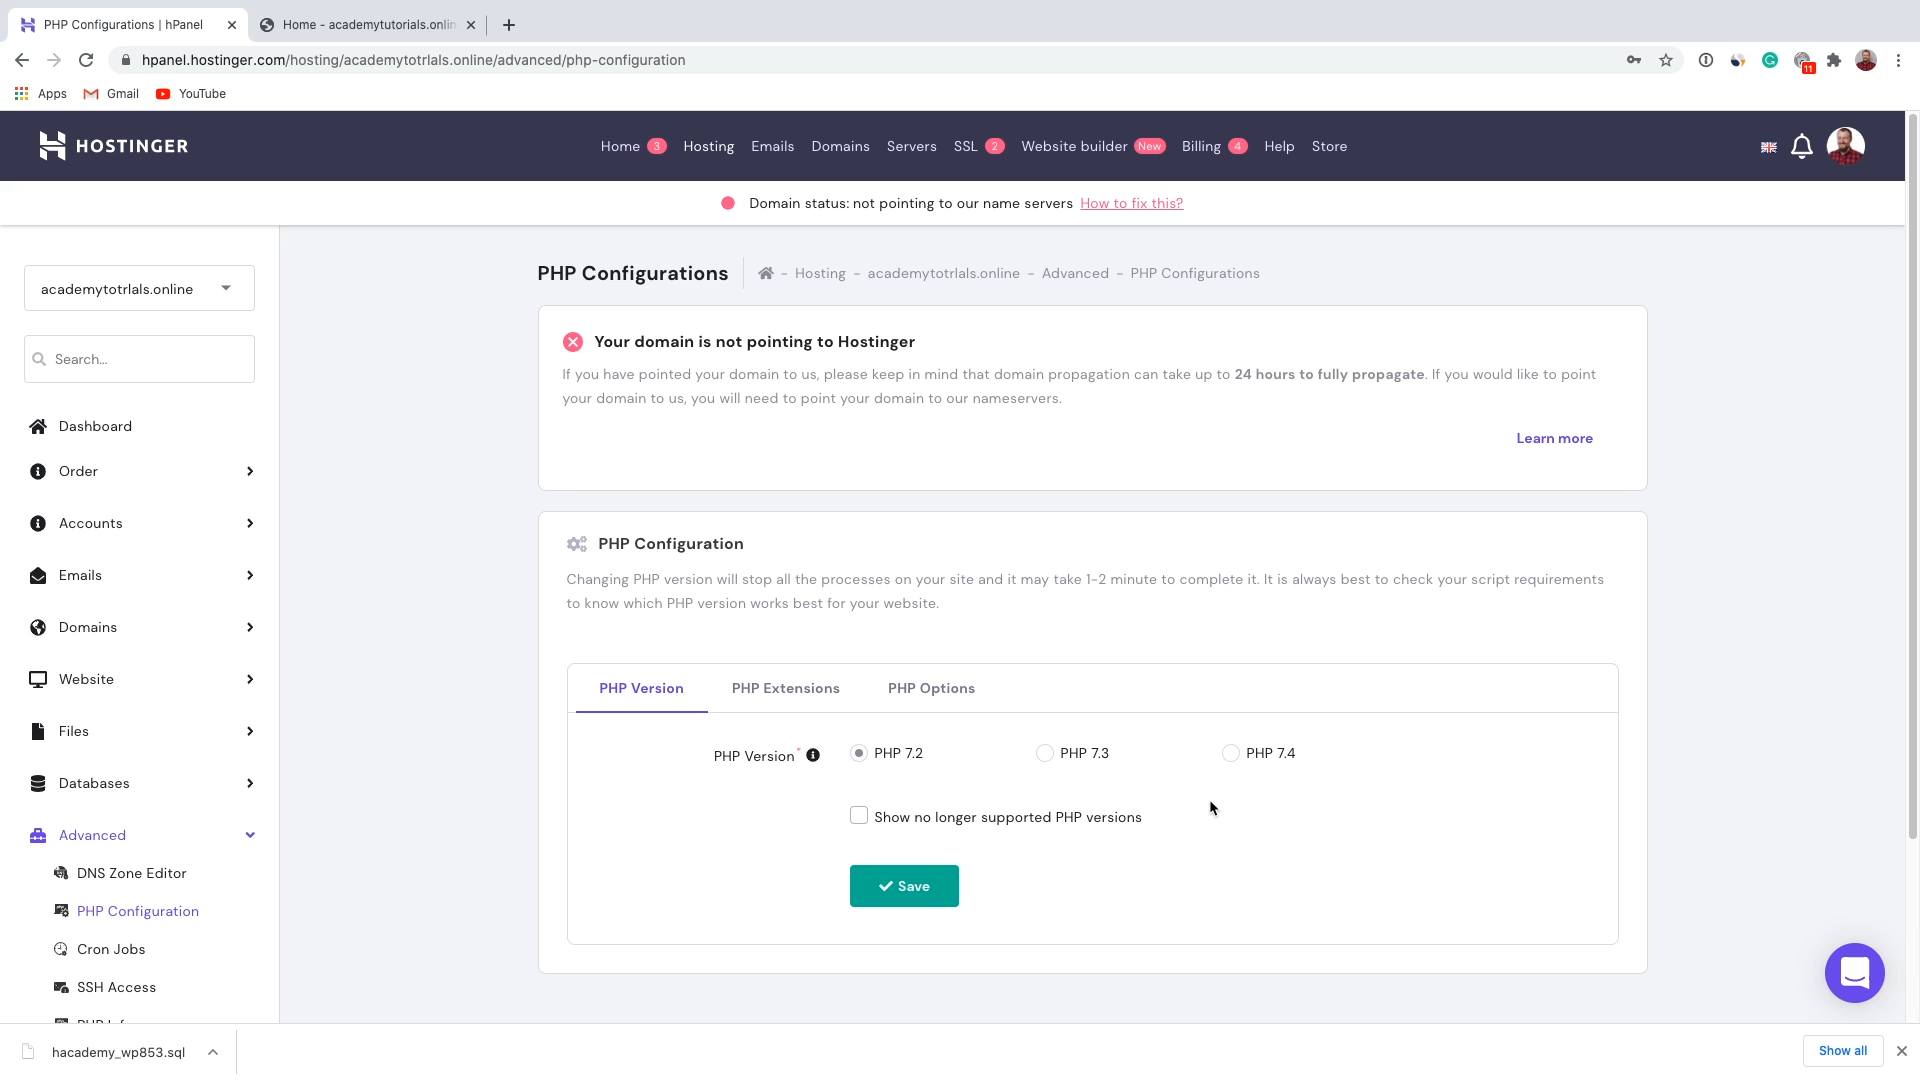 PHP Configurations | hPanel
Home - academytutorials.onlin
hpanel.hostinger.com/hosting/academytotrlals.online/advanced/php-configuration
11
Apps
Gmail
YouTube
HOSTINGER
Home 3 Hosting Emails Domains Servers SSL 2 Website builder New Billing 4 Help Store
Domain status: not pointing to our name servers How to fix this?
academytotrlals.online
Search...
Dashboard
Order
Accounts
Emails
Domains
Website
Files
Databases
Advanced
DNS Zone Editor
PHP Configuration
Cron Jobs
SSH Access
PHP Configurations
- Hosting - academytotrlals.online - Advanced - PHP Configurations
Your domain is not pointing to Hostinger
If you have pointed your domain to us, please keep in mind that domain propagation can take up to 24 hours to fully propagate. If you would like to point
your domain to us, you will need to point your domain to our nameservers.
Learn more
PHP Configuration
Changing PHP version will stop all the processes on your site and it may take 1-2 minute to complete it. It is always best to check your script requirements
to know which PHP version works best for your website.
PHP Version
PHP Extensions
PHP Options
PHP Version*
PHP 7.2
PHP 7.3
PHP 7.4
Show no longer supported PHP versions
Save
hacademy_wp853.sql
Show all